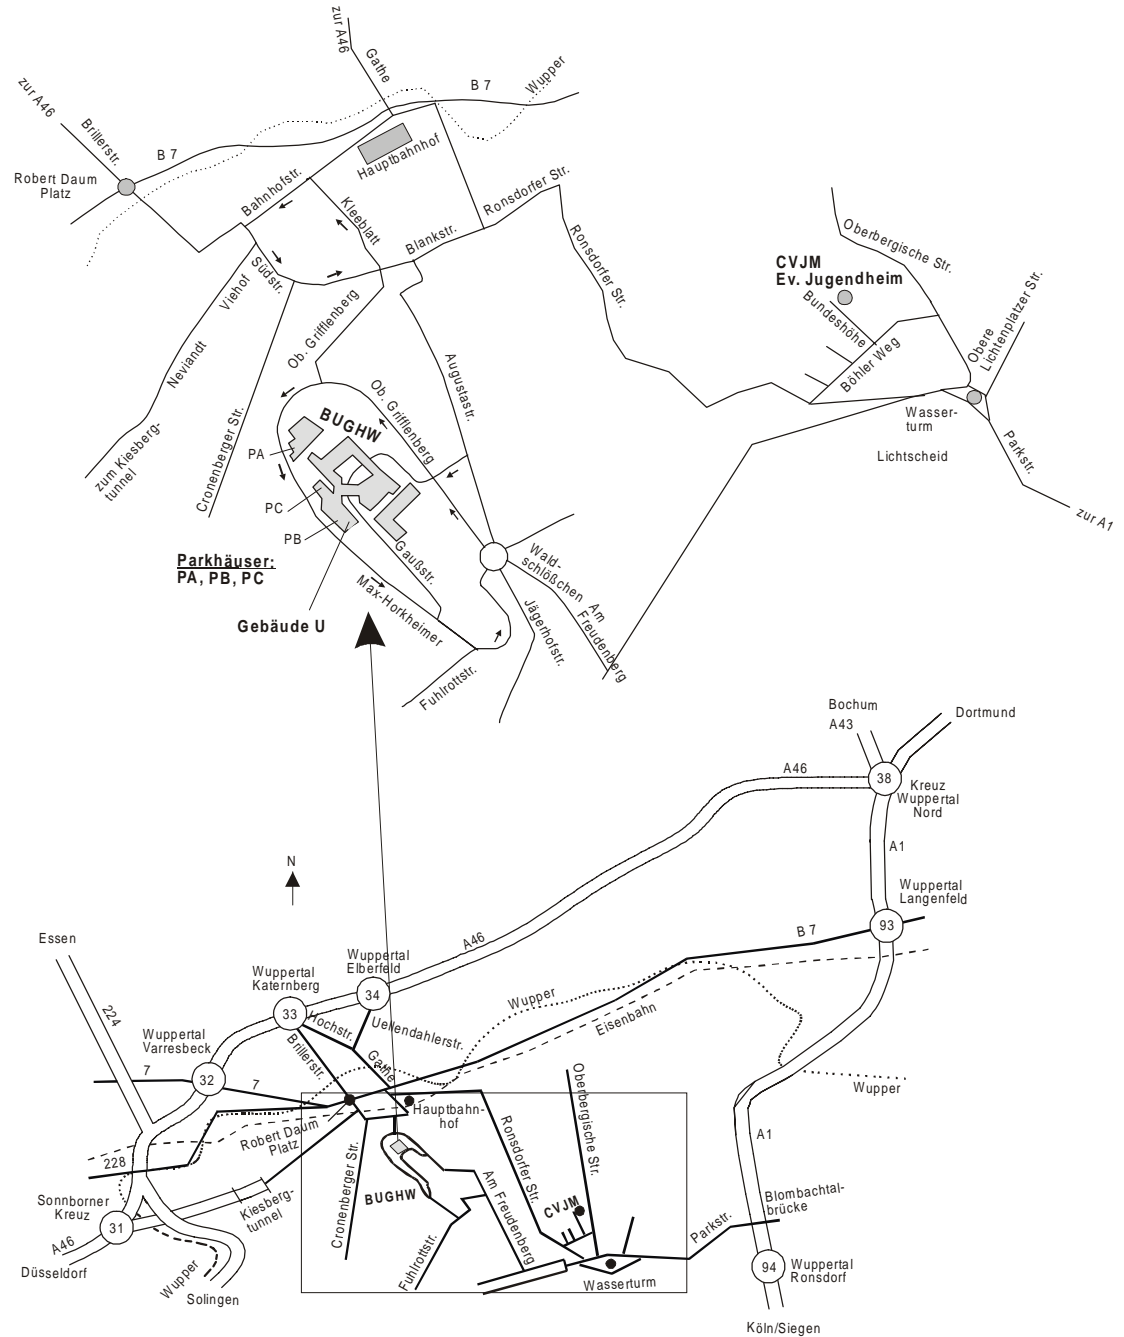 zur A46
Gathe
B 7
Wupper
zur A46
Brillerstr.
B 7
Robert Daum
Platz
Hauptbahnhof
Bahnhofstr.
Kleeblatt
Blankstr.
Ronsdorfer Str.
Ronsdorfer Str.
Südstr.
Viehof
Neviandt
zum Kiesberg-
tunnel
Cronenberger Str.
Ob. Grifflenberg
Ob. Grifflenberg
Augustastr.
BUGHW
PA
PC
PB
Gaußstr.
Max-Horkheimer
Parkhäuser:
PA, PB, PC
Gebäude U
Fuhlrottstr.
Wald-
schlößchen
Jägerhofstr.
Am
Freudenberg
Oberbergische Str.
CVJM
Ev. Jugendheim
Bundeshöhe
Böhler Weg
Obere
Lichtenplatzer Str.
Wasser-
turm
Lichtscheid
Parkstr.
zur A1
Bochum
A43
Dortmund
A46
38
Kreuz
Wuppertal
Nord
A1
Wuppertal
Langenfeld
93
B 7
N
Essen
224
Wuppertal
Elberfeld
34
A46
Wuppertal
Katernberg
33
Hochstr.
Uellendahlerstr.
Wupper
Eisenbahn
Wuppertal
Varresbeck
32
7
7
Brillerstr.
Gathe
Wupper
Hauptbahn-
hof
Robert Daum
Platz
228
Oberbergische Str.
Ronsdorfer Str.
A1
Sonnborner
Kreuz
31
Kiesberg-
tunnel
Cronenberger Str.
BUGHW
Am Freudenberg
CVJM
Parkstr.
Blombachtal-
brücke
A46
Düsseldorf
Wupper
Solingen
Fuhlrottstr.
Wasserturm
94
Wuppertal
Ronsdorf
Köln/Siegen